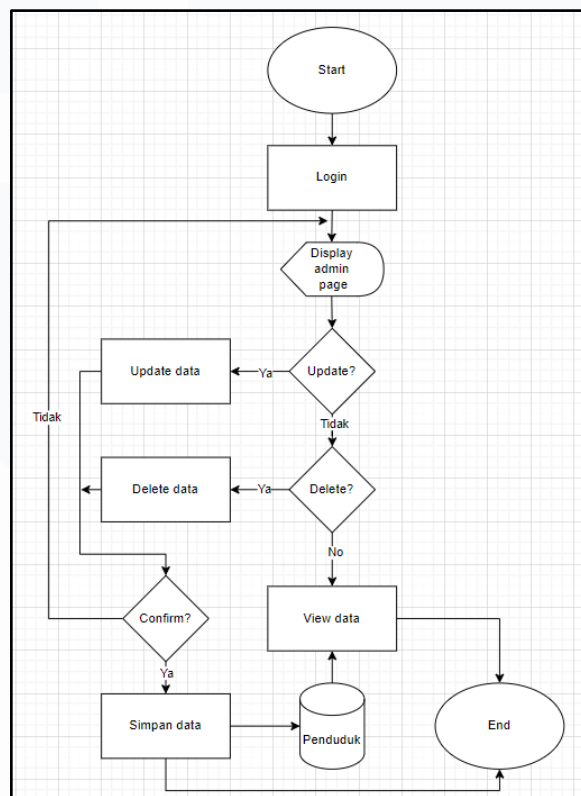 Start
Login
Display
admin
page
Update data
Ya
Update?
Tidak
Tidak
Delete data
Ya
Delete?
No
Confirm?
View data
Ya
Simpan data
Penduduk
End